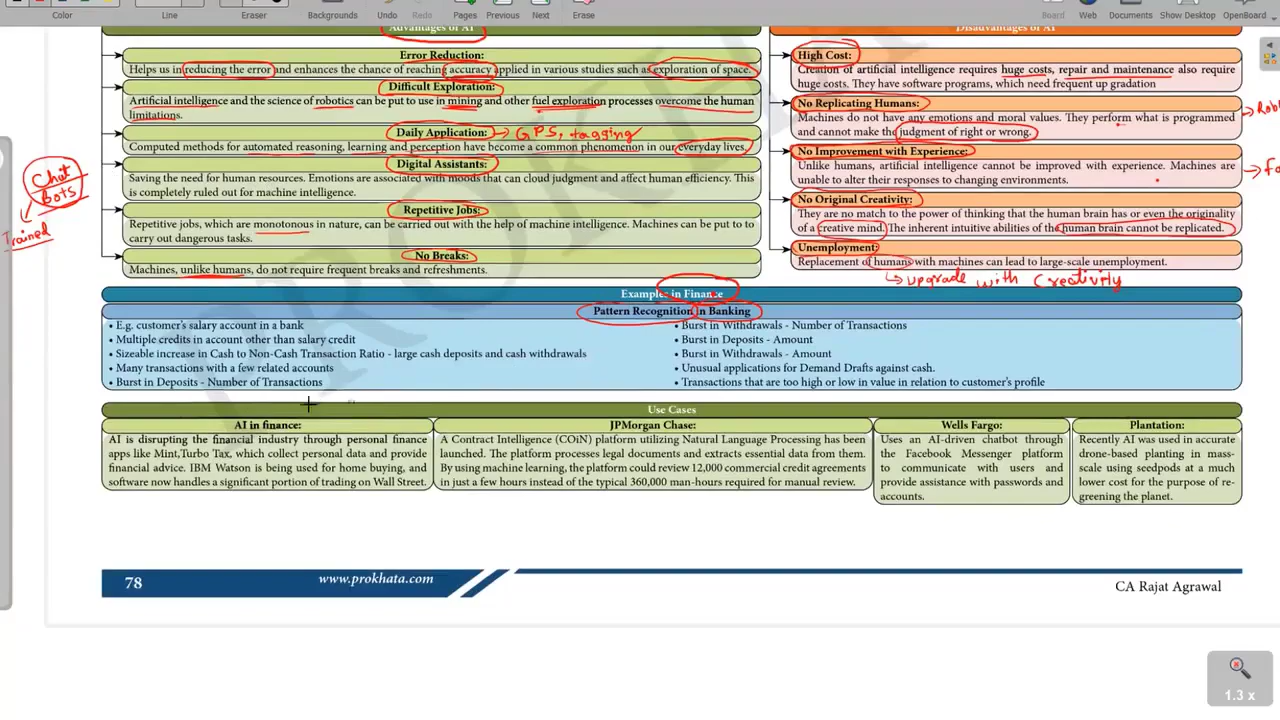 Color
Line
Eraser
Backgrounds
Undo
Redo
Pages
Previous
Next
Erase
Board
Web
Documents
Show Desktop
OpenBoard
Advantages of AI
Error Reduction:
Helps us in reducing the error and enhances the chance of reaching accuracy applied in various studies such as exploration of space.
Difficult Exploration:
Artificial intelligence and the science of robotics can be put to use in mining and other fuel exploration processes overcome the human
limitations.
Daily Application: → GPS, tagging
Computed methods for automated reasoning, learning and perception have become a common phenomenon in our everyday lives.
Digital Assistants:
Saving the need for human resources. Emotions are associated with moods that can cloud judgment and affect human efficiency. This
is completely ruled out for machine intelligence.
Repetitive Jobs:
Repetitive jobs, which are monotonous in nature, can be carried out with the help of machine intelligence. Machines can be put to to
carry out dangerous tasks.
No Breaks:
Machines, unlike humans, do not require frequent breaks and refreshments.
Chat
Bots
Trained
Disadvantages of AI
High Cost:
Creation of artificial intelligence requires huge costs, repair and maintenance also require
huge costs. They have software programs, which need frequent up gradation
No Replicating Humans:
Machines do not have any emotions and moral values. They perform what is programmed
and cannot make the judgment of right or wrong.
No Improvement with Experience:
Unlike humans, artificial intelligence cannot be improved with experience. Machines are
unable to alter their responses to changing environments.
No Original Creativity:
They are no match to the power of thinking that the human brain has or even the originality
of a creative mind. The inherent intuitive abilities of the human brain cannot be replicated.
Unemployment:
Replacement of humans with machines can lead to large-scale unemployment.
upgrade with Creativity
Examples in Finance
Pattern Recognition in Banking
• E.g. customer's salary account in a bank
• Multiple credits in account other than salary credit
• Sizeable increase in Cash to Non-Cash Transaction Ratio - large cash deposits and cash withdrawals
• Many transactions with a few related accounts
• Burst in Deposits - Number of Transactions
• Burst in Withdrawals - Number of Transactions
• Burst in Deposits - Amount
• Burst in Withdrawals - Amount
• Unusual applications for Demand Drafts against cash.
• Transactions that are too high or low in value in relation to customer's profile
Use Cases
AI in finance:
AI is disrupting the financial industry through personal finance
apps like Mint,Turbo Tax, which collect personal data and provide
financial advice. IBM Watson is being used for home buying, and
software now handles a significant portion of trading on Wall Street.
JPMorgan Chase:
A Contract Intelligence (COiN) platform utilizing Natural Language Processing has been
launched. The platform processes legal documents and extracts essential data from them.
By using machine learning, the platform could review 12,000 commercial credit agreements
in just a few hours instead of the typical 360,000 man-hours required for manual review.
Wells Fargo:
Uses an AI-driven chatbot through
the Facebook Messenger platform
to communicate with users and
provide assistance with passwords and
accounts.
Plantation:
Recently AI was used in accurate
drone-based planting in mass-
scale using seedpods at a much
lower cost for the purpose of re-
greening the planet.
78
www.prokhata.com
CA Rajat Agrawal
PROKHATA
1.3 x